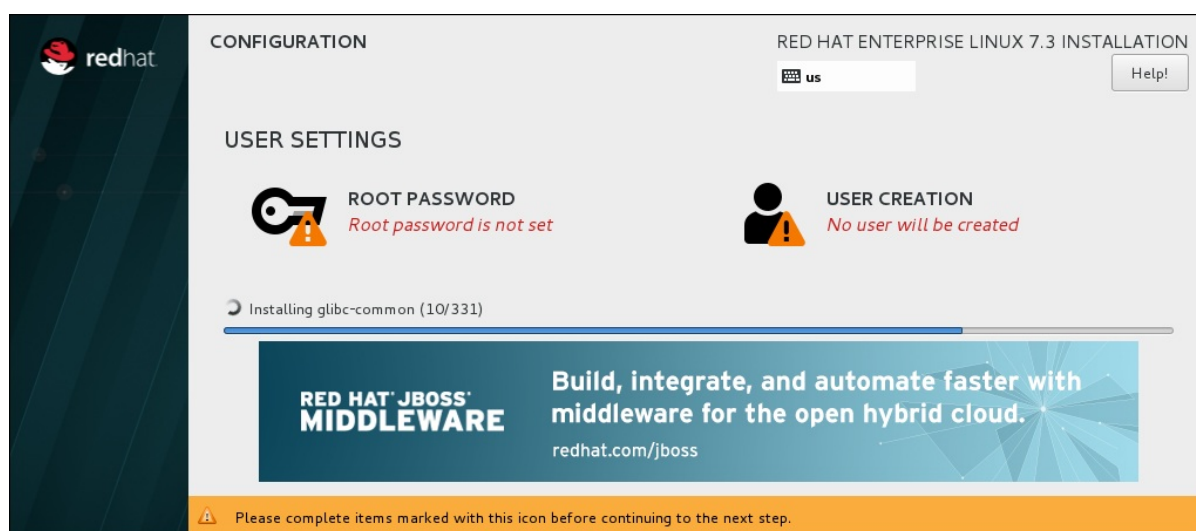 redhat
CONFIGURATION
RED HAT ENTERPRISE LINUX 7.3 INSTALLATION
us
Help!
USER SETTINGS
ROOT PASSWORD
Root password is not set
USER CREATION
No user will be created
Installing glibc-common (10/331)
RED HAT JBOSS
MIDDLEWARE
Build, integrate, and automate faster with
middleware for the open hybrid cloud.
redhat.com/jboss
Please complete items marked with this icon before continuing to the next step.